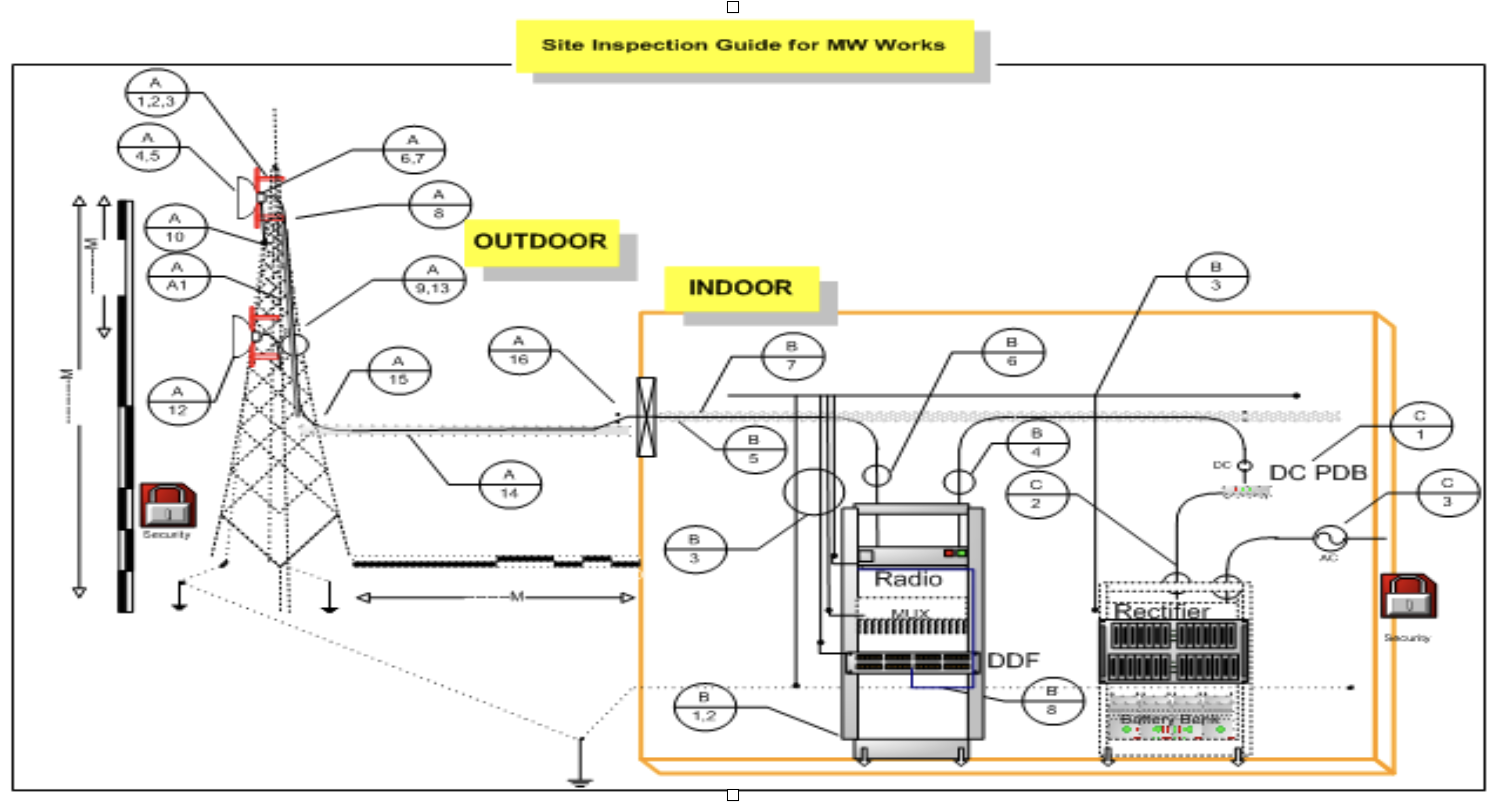 Site Inspection Guide for MW Works
A
1,2,3
A
4,5
A
6,7
A
8
A
10
OUTDOOR
A
A1
A
9,13
B
3
INDOOR
M
M
A
16
B
7
B
6
A
15
A
12
C
1
B
5
B
4
DC
DC PDB
A
14
C
2
C
3
Security
B
3
AC
Radio
M
MUX
Rectifier
Security
DDF
B
1,2
B
8
Battery Bank